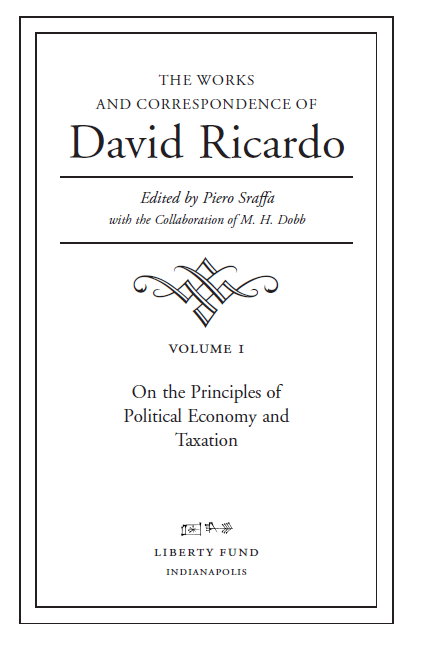 THE WORKS
AND CORRESPONDENCE OF
David Ricardo
Edited by Piero Sraffa
with the Collaboration of M. H. Dobb
VOLUME I
On the Principles of
Political Economy and
Taxation
LIBERTY FUND
INDIANAPOLIS